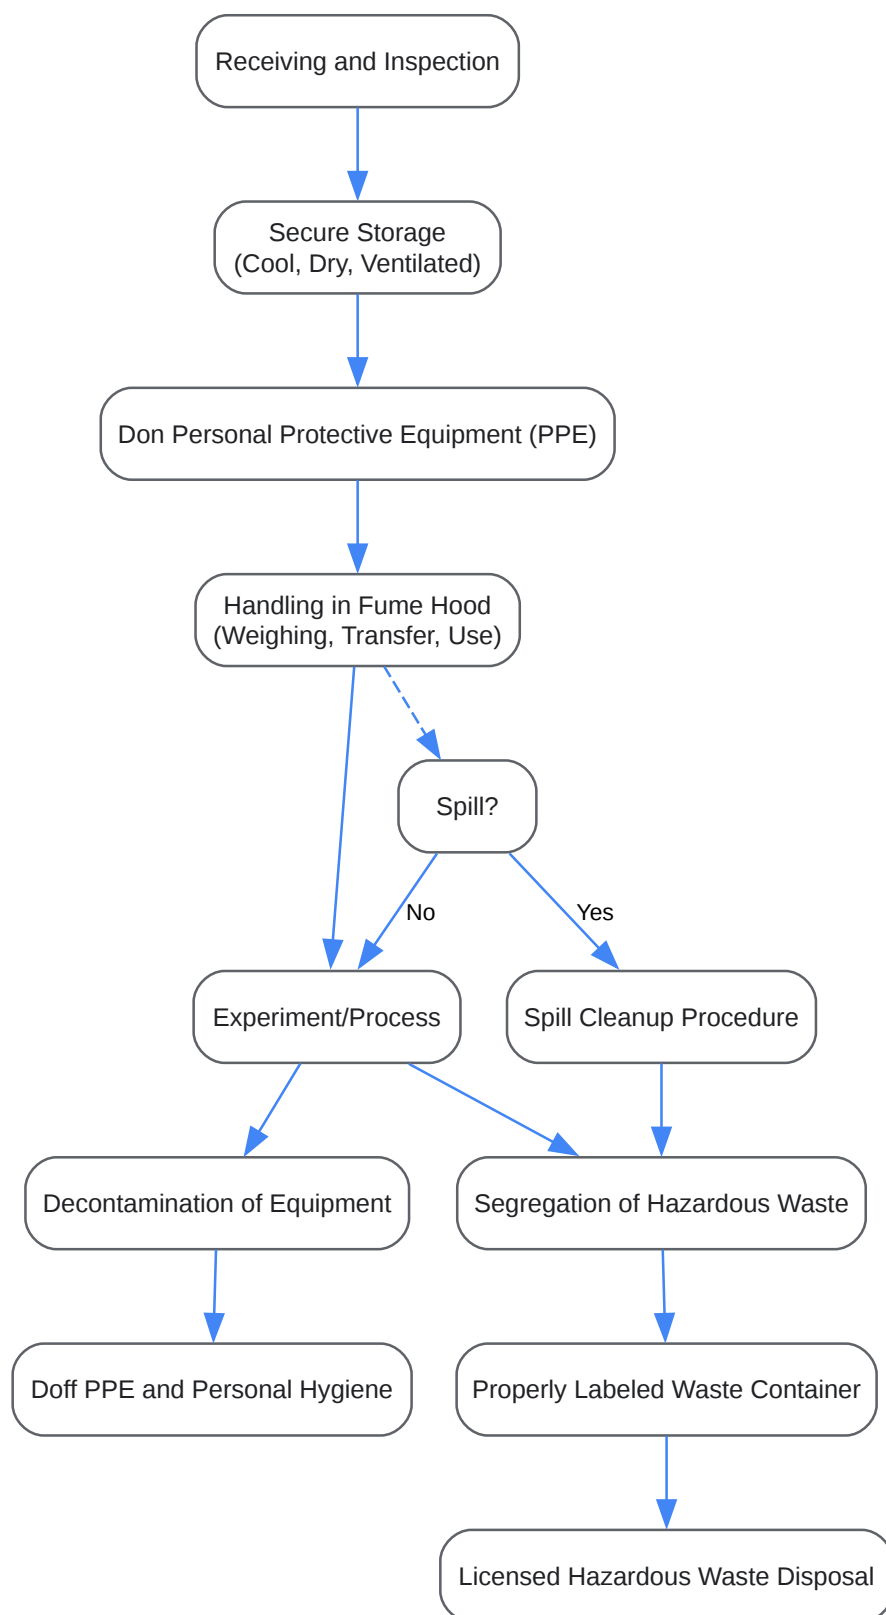 Receiving and Inspection
Secure Storage
(Cool, Dry, Ventilated)
Don Personal Protective Equipment (PPE)
Handling in Fume Hood
(Weighing, Transfer, Use)
Spill?
No
Yes
Experiment/Process
Spill Cleanup Procedure
Decontamination of Equipment
Segregation of Hazardous Waste
Doff PPE and Personal Hygiene
Properly Labeled Waste Container
Licensed Hazardous Waste Disposal